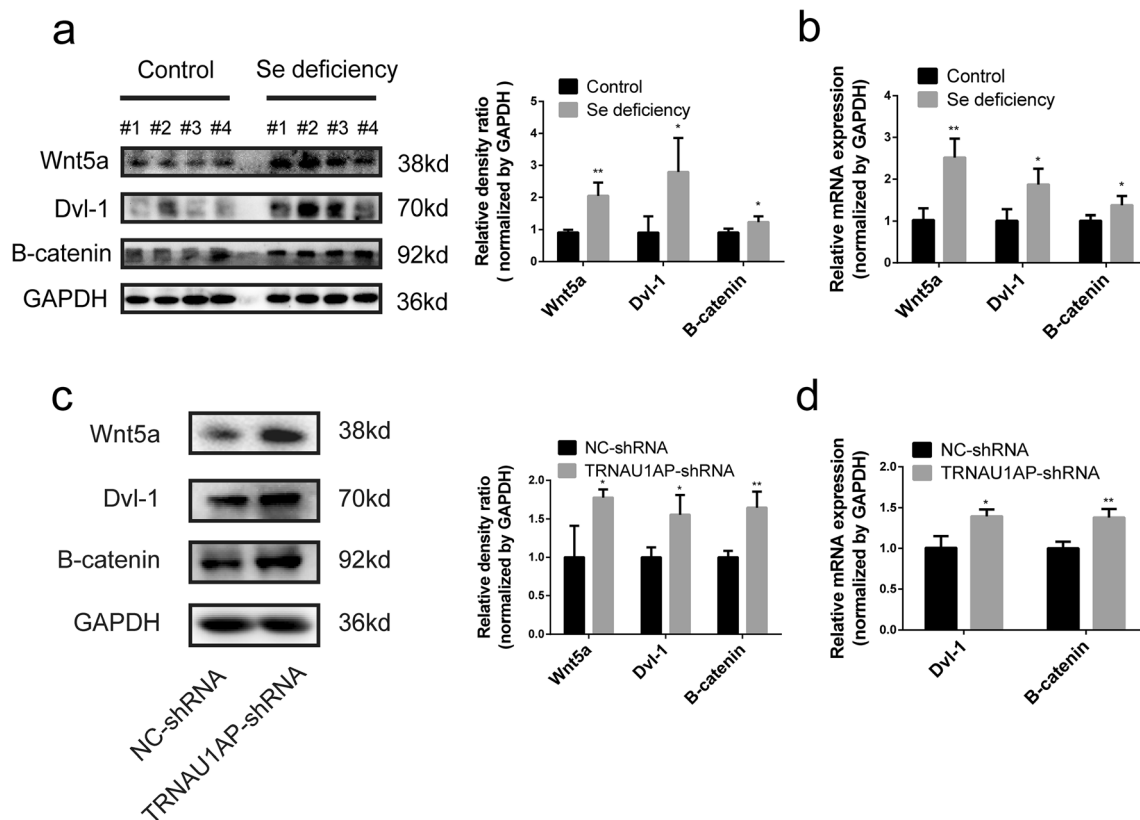 a
Control Se deficiency
#1 #2 #3 #4 #1 #2 #3 #4
Wnt5a 38kd
Dvl-1 70kd
B-catenin 92kd
GAPDH 36kd
Relative density ratio
( normalized by GAPDH)
Control
Se deficiency
5
4
3
2
1
0
** * *
Wnt5a Dvl-1 B-catenin
b
Relative mRNA expression
(normalized by GAPDH)
Control
Se deficiency
4
3
2
1
0
** * *
Wnt5a Dvl-1 B-catenin
c
Wnt5a 38kd
Dvl-1 70kd
B-catenin 92kd
GAPDH 36kd
NC-shRNA TRNAU1AP-shRNA
Relative density ratio
(normalized by GAPDH)
NC-shRNA
TRNAU1AP-shRNA
2.0
1.5
1.0
0.5
0.0
* * **
Wnt5a Dvl-1 B-catenin
d
Relative mRNA expression
(normalized by GAPDH)
NC-shRNA
TRNAU1AP-shRNA
2.0
1.5
1.0
0.5
0.0
* **
Dvl-1 B-catenin